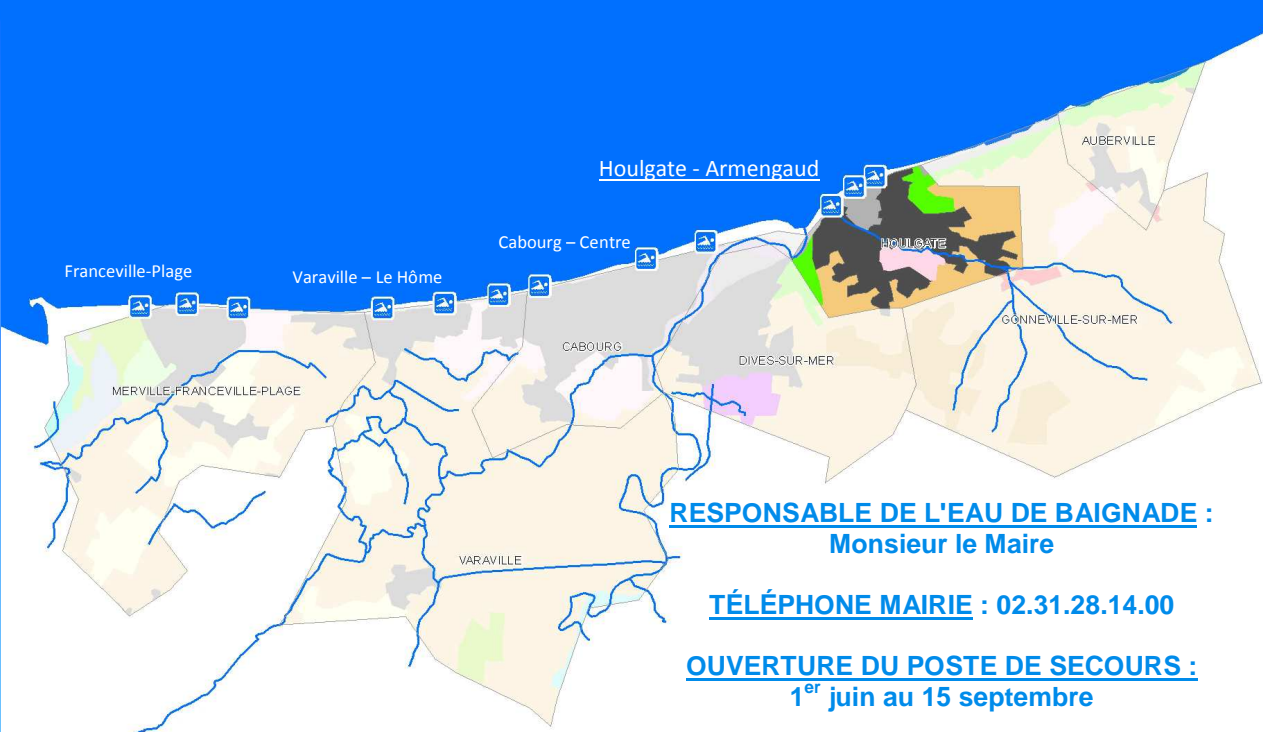 AUBERVILLE
Houlgate - Armengaud
Cabourg – Centre
HOULGATE
Franceville-Plage
Varaville – Le Hôme
GONNEVILLE-SUR-MER
CABOURG
DIVES-SUR-MER
MERVILLE-FRANCEVILLE-PLAGE
VARAVILLE
RESPONSABLE DE L'EAU DE BAIGNADE :
Monsieur le Maire
TÉLÉPHONE MAIRIE : 02.31.28.14.00
OUVERTURE DU POSTE DE SECOURS :
1er juin au 15 septembre